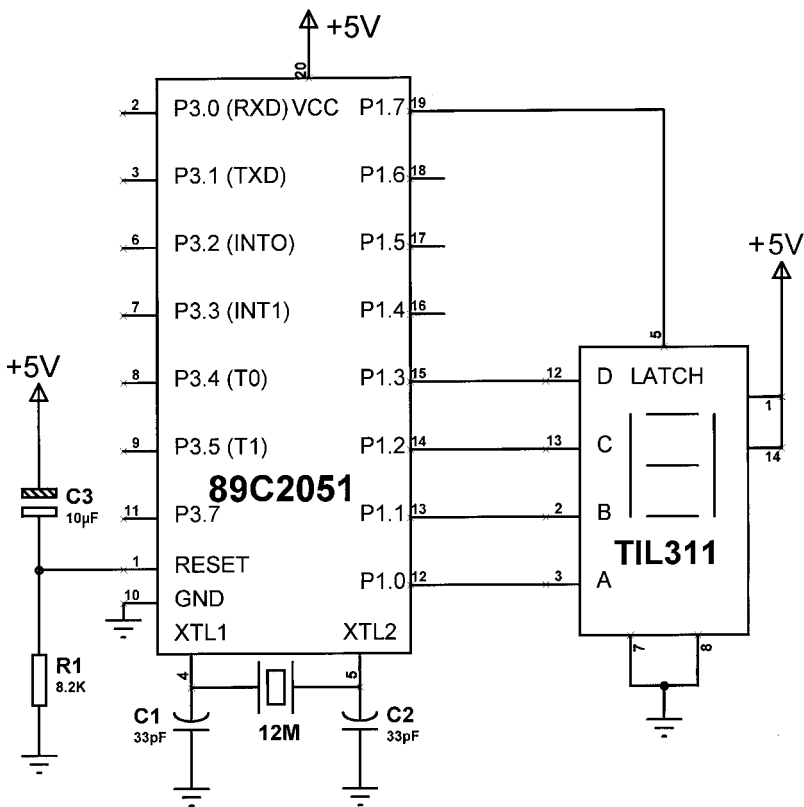 +5V
20
2
P3.0 (RXD) VCC
P1.7
19
3
P3.1 (TXD)
P1.6
18
6
P3.2 (INTO)
P1.5
17
+5V
7
P3.3 (INT1)
P1.4
16
5
+5V
8
P3.4 (T0)
P1.3
15
12
D
LATCH
1
9
P3.5 (T1)
P1.2
14
13
C
14
89C2051
C3
10µF
11
P3.7
P1.1
13
2
B
TIL311
1
RESET
P1.0
12
3
A
10
GND
XTL1
XTL2
4
5
7
8
R1
8.2K
C1
33pF
12M
C2
33pF